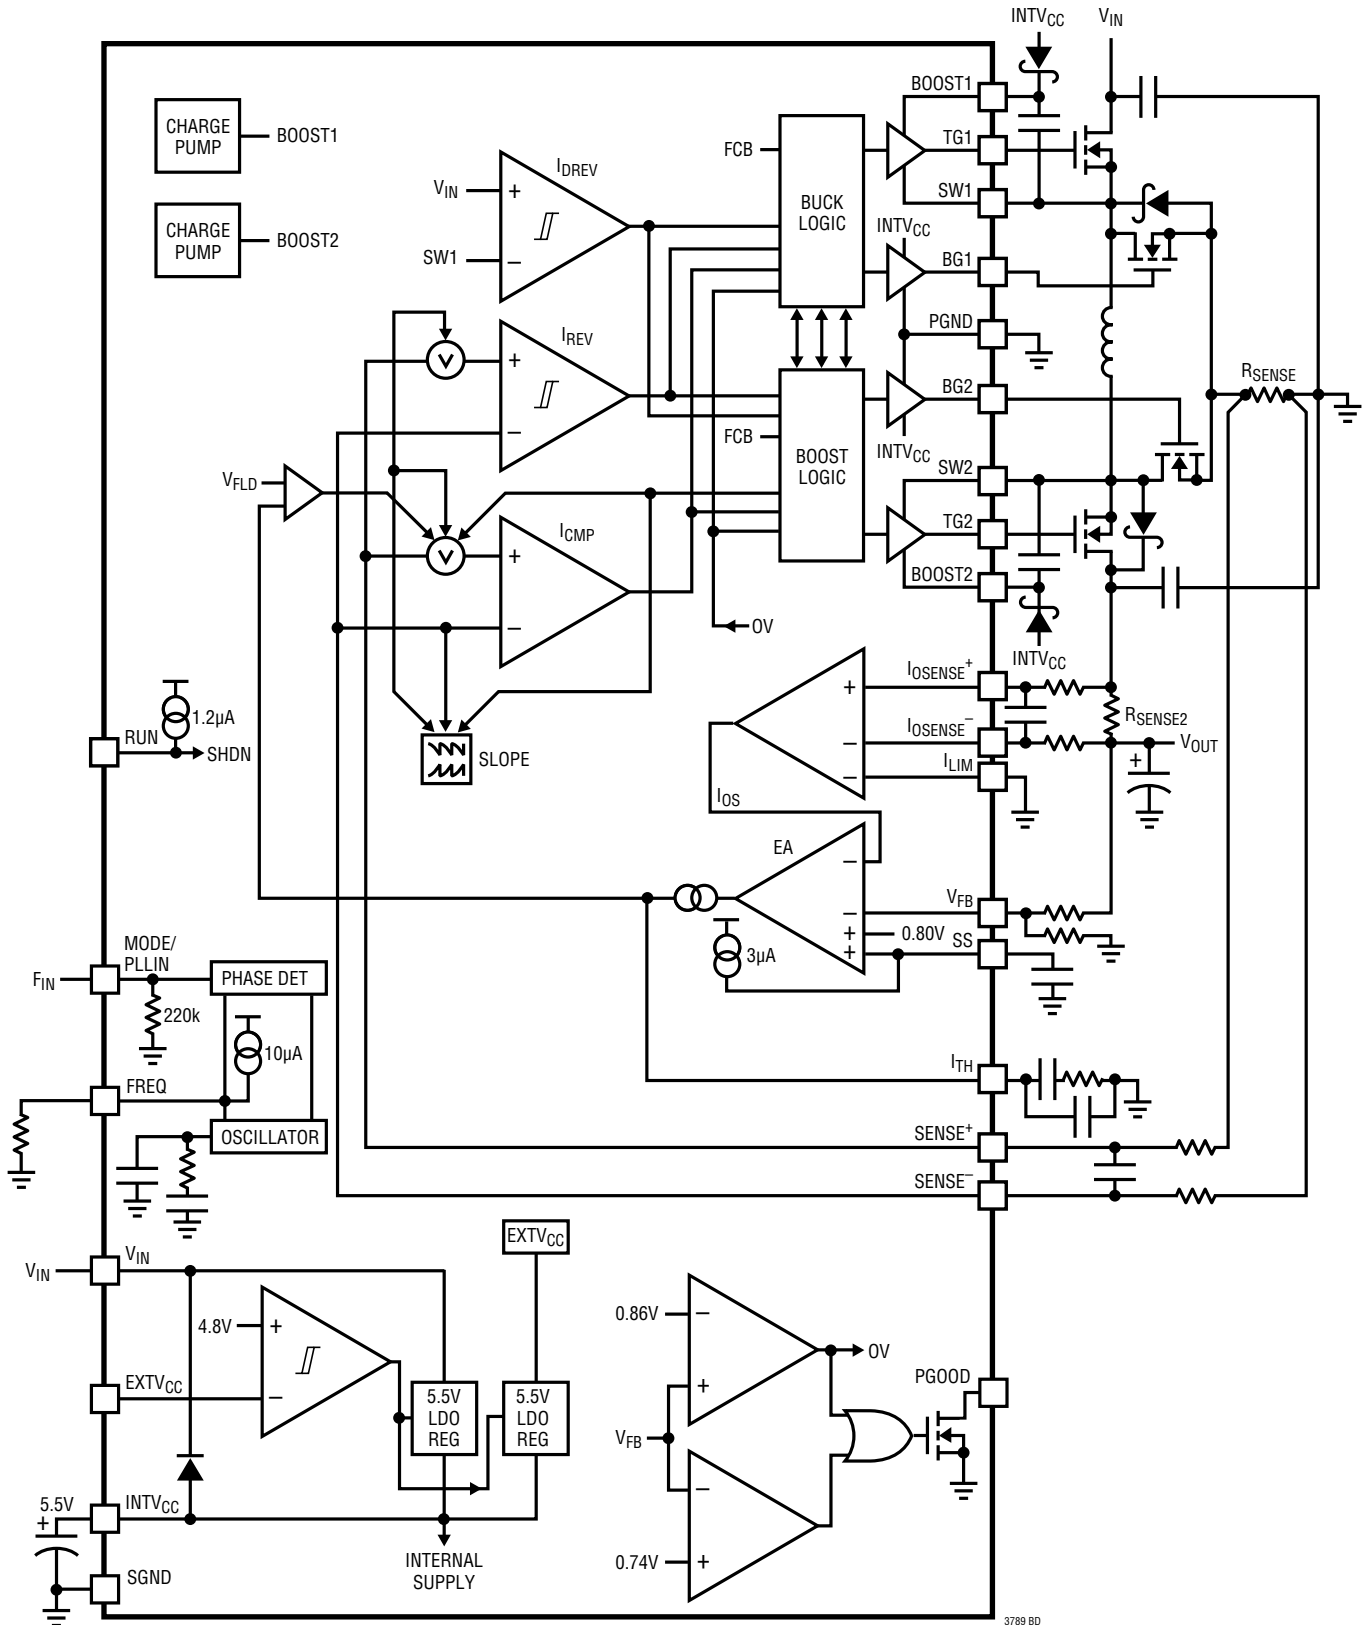 INTVCC
VIN
CHARGE
PUMP
BOOST1
CHARGE
PUMP
BOOST2
VIN
SW1
IDREV
+
−
FCB
BUCK
LOGIC
BOOST1
TG1
SW1
INTVCC
BG1
PGND
V
IREV
+
−
FCB
BOOST
LOGIC
BG2
INTVCC
SW2
TG2
BOOST2
INTVCC
RSENSE
VFLD
V
ICMP
+
−
OV
SLOPE
RUN
1.2µA
SHDN
IOSENSE+
IOSENSE−
ILIM
+
−
−
IOS
RSENSE2
VOUT
+
EA
−
−
+
+
0.80V
3µA
VFB
SS
ITH
SENSE+
SENSE−
FIN
MODE/
PLLIN
220k
PHASE DET
10µA
FREQ
OSCILLATOR
VIN
VIN
4.8V
+
−
EXTVCC
EXTVCC
5.5V
LDO
REG
5.5V
LDO
REG
5.5V
+
INTVCC
INTERNAL
SUPPLY
SGND
0.86V
−
+
OV
VFB
−
+
0.74V
PGOOD
3789 BD